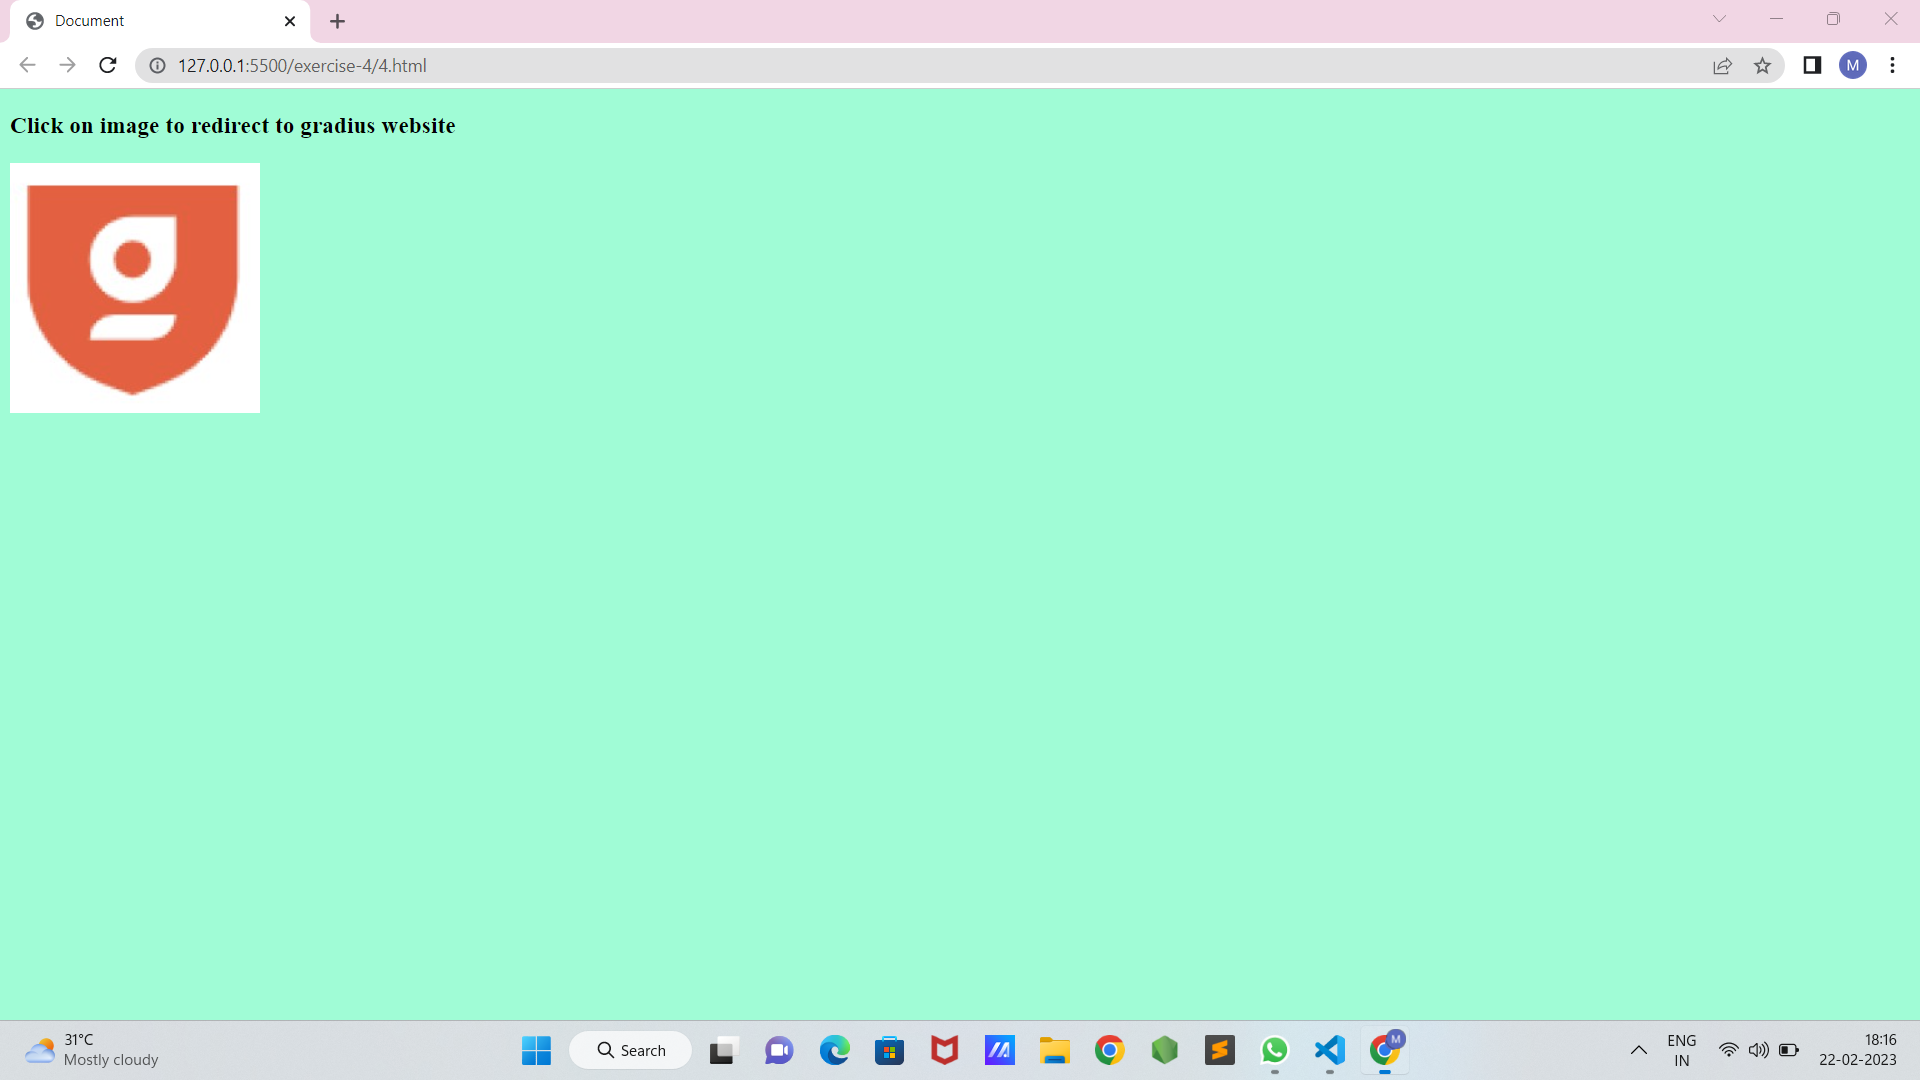 Document
127.0.0.1:5500/exercise-4/4.html
M
Click on image to redirect to gradius website
g
31°C
Mostly cloudy
Search
M
ENG
IN
18:16
22-02-2023